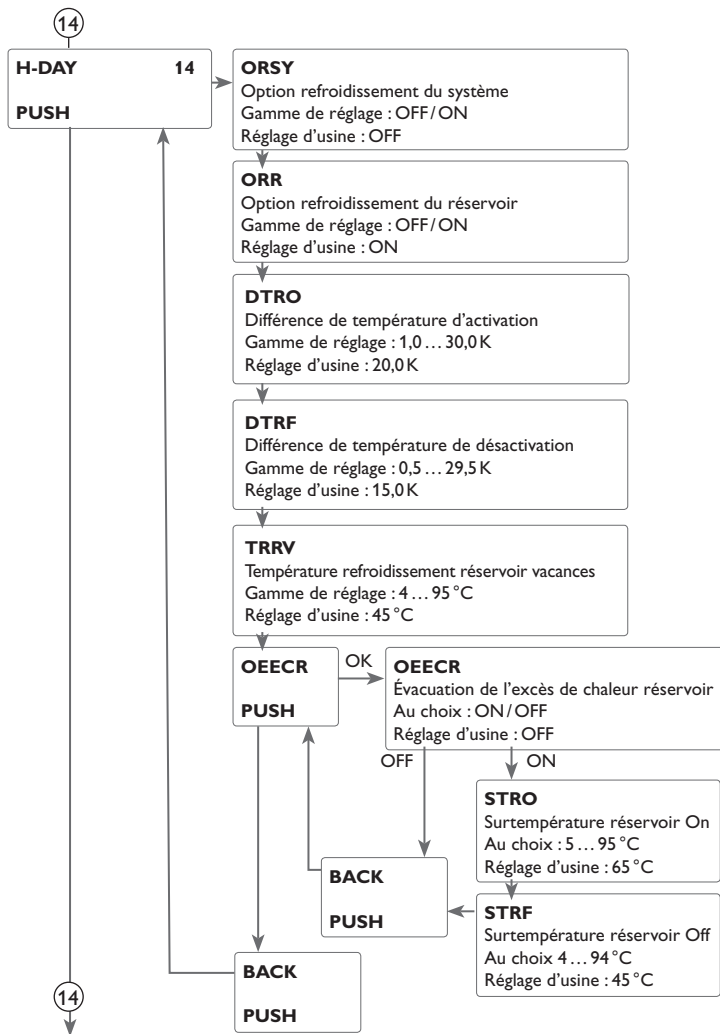 14
H-DAY 14
PUSH
ORSY
Option refroidissement du système
Gamme de réglage : OFF/ON
Réglage d'usine : OFF
ORR
Option refroidissement du réservoir
Gamme de réglage : OFF/ON
Réglage d'usine : ON
DTRO
Différence de température d'activation
Gamme de réglage : 1,0 … 30,0 K
Réglage d'usine : 20,0 K
DTRF
Différence de température de désactivation
Gamme de réglage : 0,5 … 29,5 K
Réglage d'usine : 15,0 K
TRRV
Température refroidissement réservoir vacances
Gamme de réglage : 4 … 95 °C
Réglage d'usine : 45 °C
OEECR
PUSH
OK
OEECR
Évacuation de l'excès de chaleur réservoir
Au choix : ON/OFF
Réglage d'usine : OFF
OFF
ON
STRO
Surtempérature réservoir On
Au choix : 5 … 95 °C
Réglage d'usine : 65 °C
BACK
PUSH
STRF
Surtempérature réservoir Off
Au choix 4 … 94 °C
Réglage d'usine : 45 °C
BACK
PUSH
14